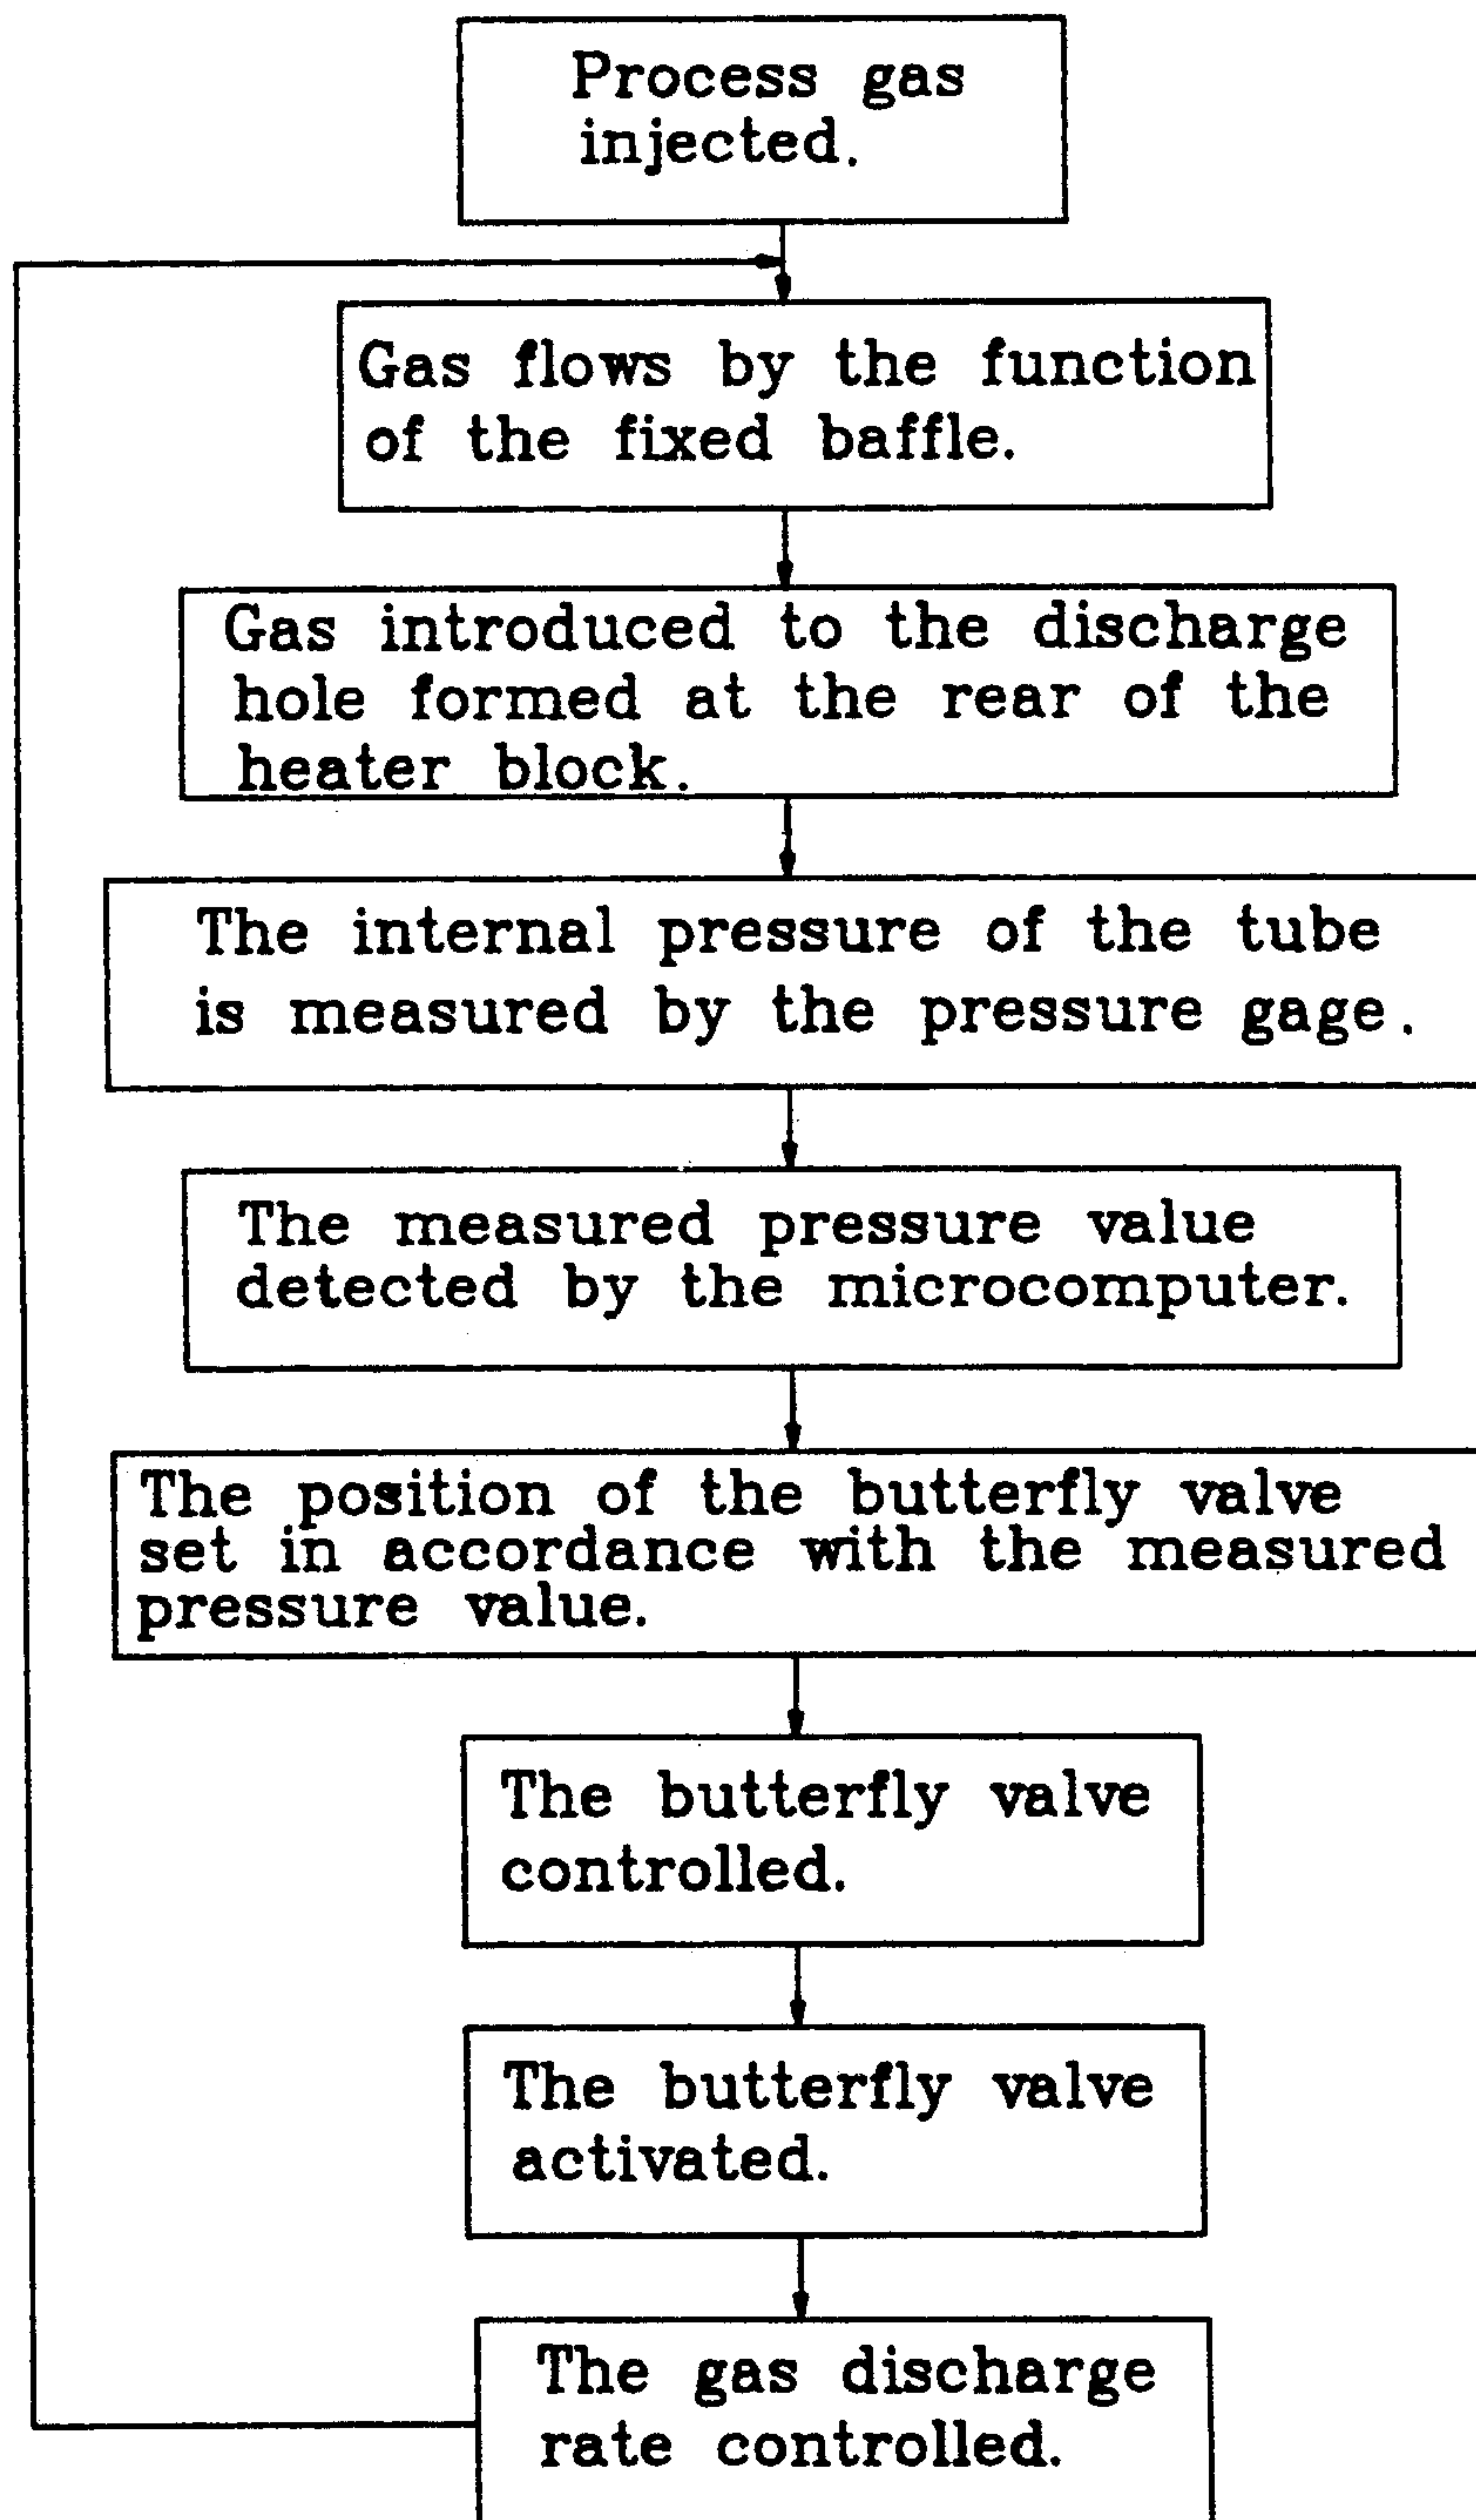 Process gas
injected.
Gas flows by the function
of the fixed baffle.
Gas introduced to the discharge
hole formed at the rear of the
heater block.
The internal pressure of the tube
is measured by the pressure gage.
The measured pressure value
detected by the microcomputer.
The position of the butterfly valve
set in accordance with the measured
pressure value.
The butterfly valve
controlled.
The butterfly valve
activated.
The gas discharge
rate controlled.